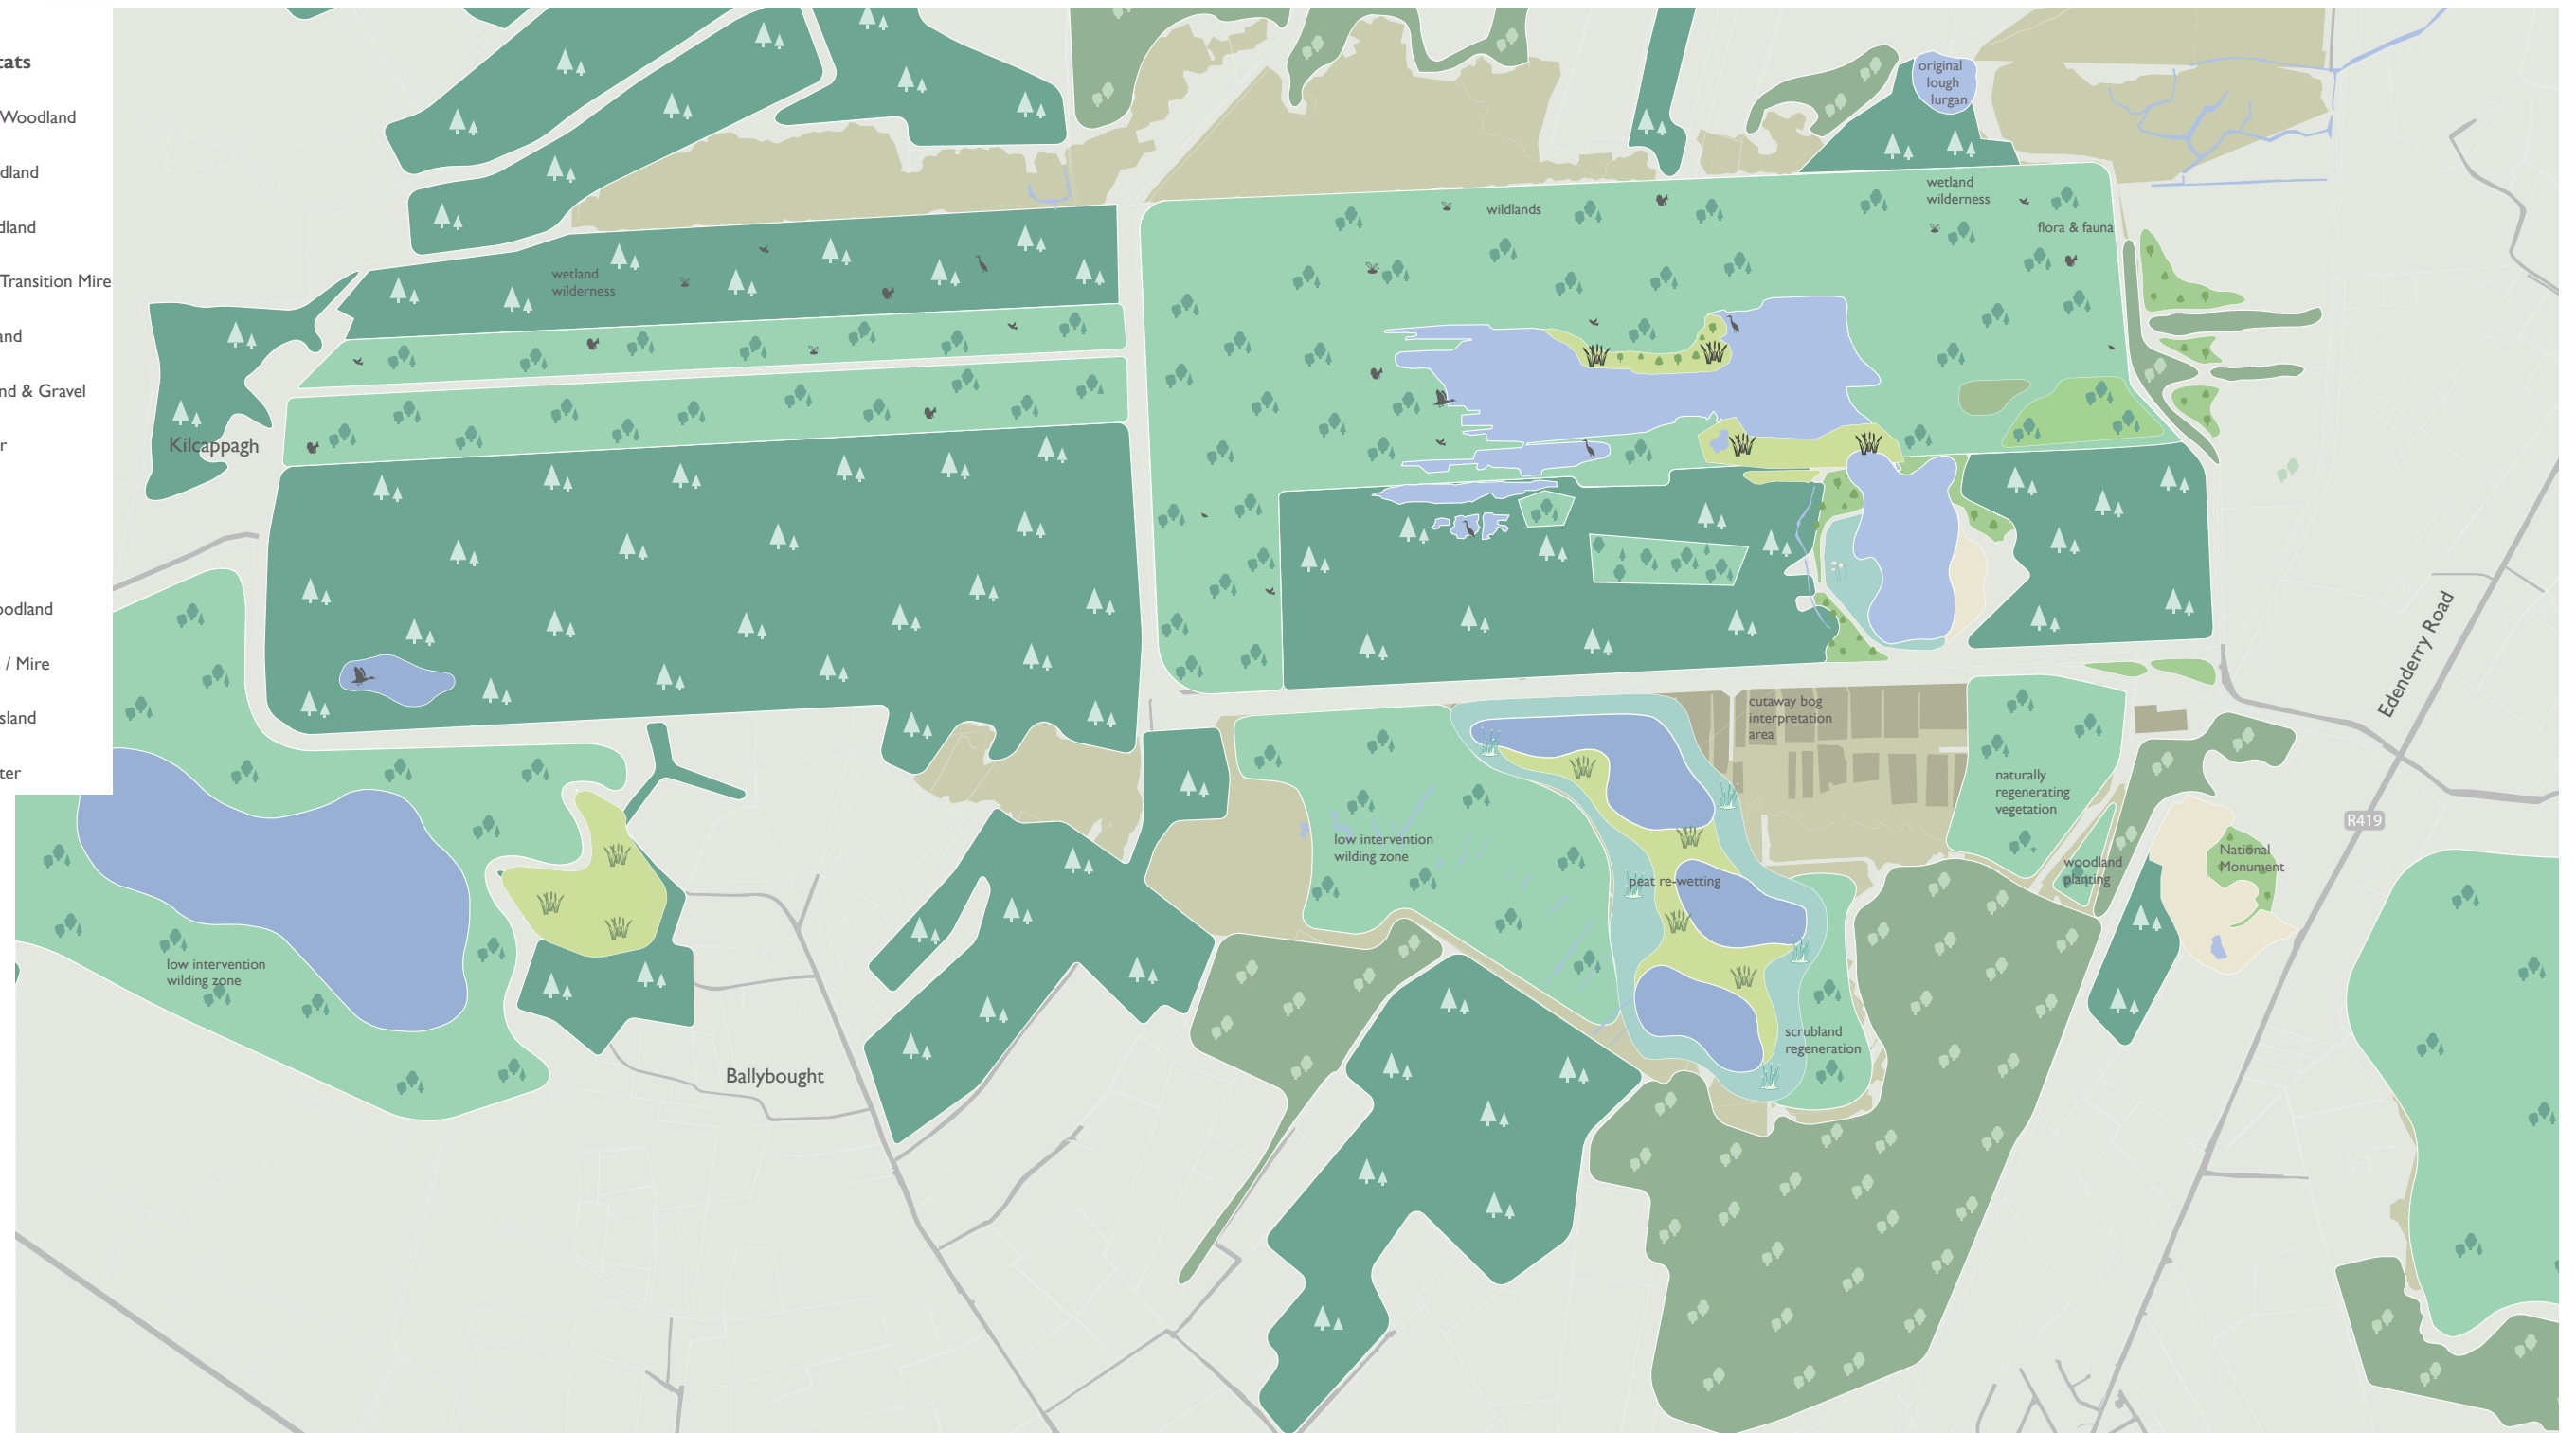 tats
Woodland
dland
dland
Transition Mire
and
nd & Gravel
r
oodland
/ Mire
sland
ter
original
lough
lurgan
wetland
wilderness
wildlands
flora & fauna
wetland
wilderness
Kilcappagh
Edenderry Road
cutaway bog
interpretation
area
naturally
regenerating
vegetation
R419
low intervention
wilding zone
National
Monument
woodland
planting
peat re-wetting
low intervention
wilding zone
scrubland
regeneration
Ballybought